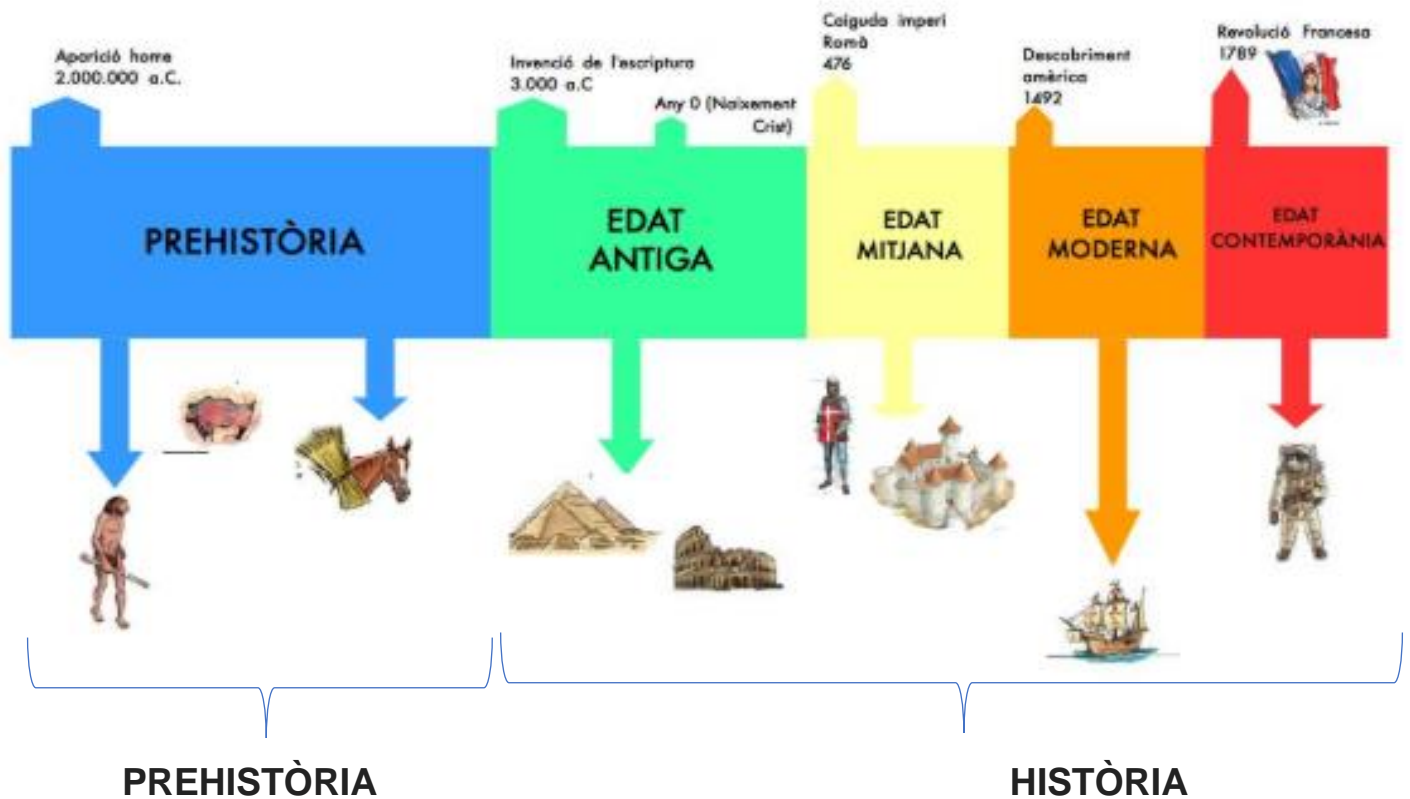 Aparició home
2.000.000 a.C.
Invenció de l'escriptura
3.000 a.C
Any 0 (Naixement
Crist)
Caiguda imperi
Romà
476
Descobriment
amèrica
1492
Revolució Francesa
1789
PREHISTÒRIA
EDAT
ANTIGA
EDAT
MITJANA
EDAT
MODERNA
EDAT
CONTEMPORÀNIA
PREHISTÒRIA
HISTÒRIA